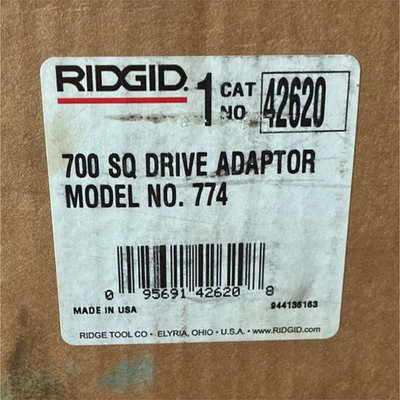 RIDGID. 1 CAT NO 42620
700 SQ DRIVE ADAPTOR
MODEL NO. 774
0 95691 42620 8
MADE IN USA 944135163
RIDGE TOOL CO • ELYRIA, OHIO • U.S.A. • www.RIDGID.com